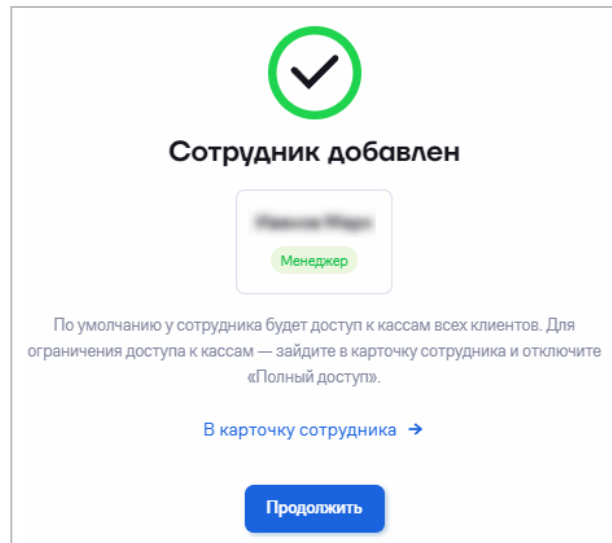 Сотрудник добавлен
Менеджер
По умолчанию у сотрудника будет доступ к кассам всех клиентов. Для
ограничения доступа к кассам — зайдите в карточку сотрудника и отключите
«Полный доступ».
В карточку сотрудника →
Продолжить